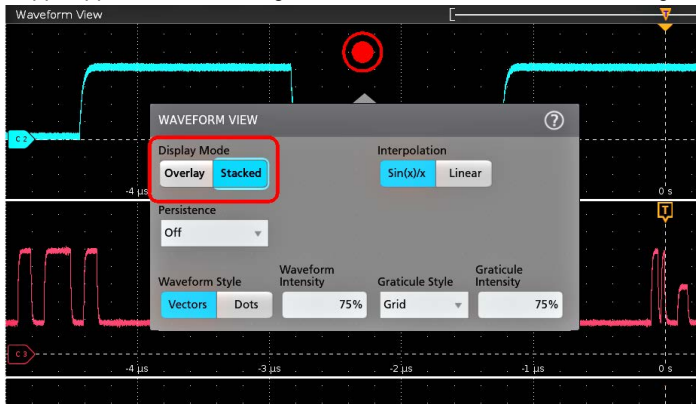 Waveform View
T
C 2
WAVEFORM VIEW
?
Display Mode
Interpolation
Overlay Stacked
Sin(x)/x Linear
-4 µs
0 s
Persistence
T
Off
Waveform Style
Waveform Intensity
Graticule Style
Graticule Intensity
Vectors Dots
75%
Grid
75%
C 3
-4 µs -3 µs -2 µs -1 µs 0 s